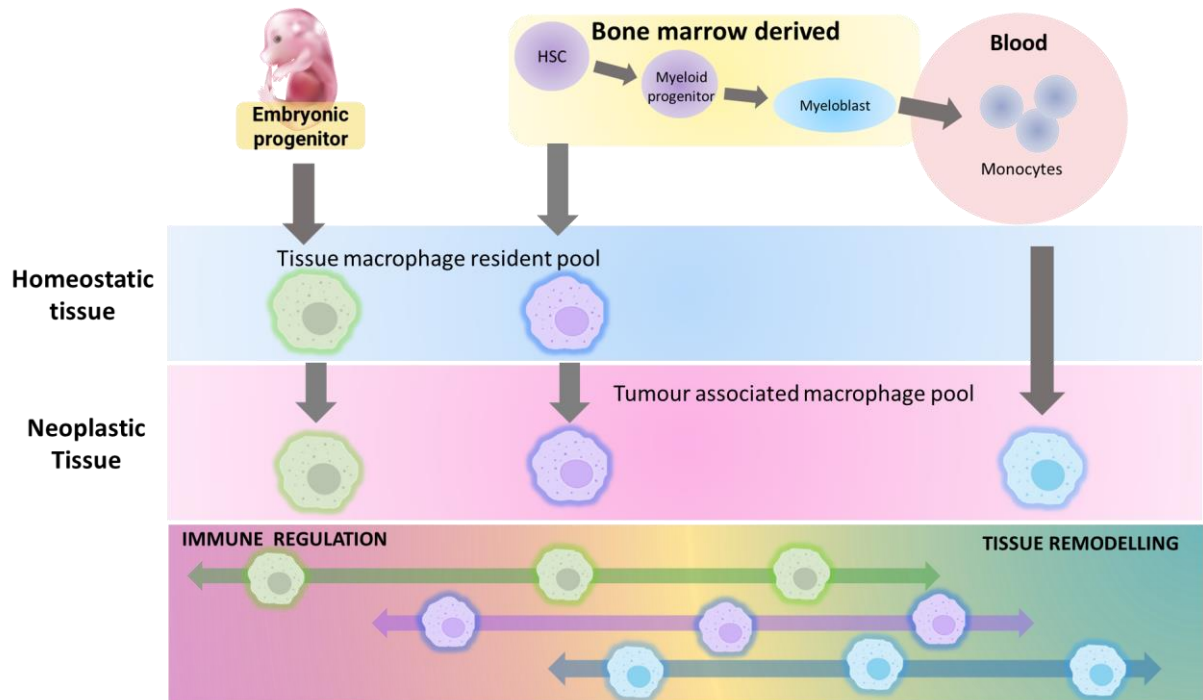 Bone marrow derived
HSC
Myeloid
progenitor
Myeloblast
Blood
Monocytes
Embryonic
progenitor
Homeostatic
tissue
Tissue macrophage resident pool
Neoplastic
Tissue
Tumour associated macrophage pool
IMMUNE REGULATION
TISSUE REMODELLING